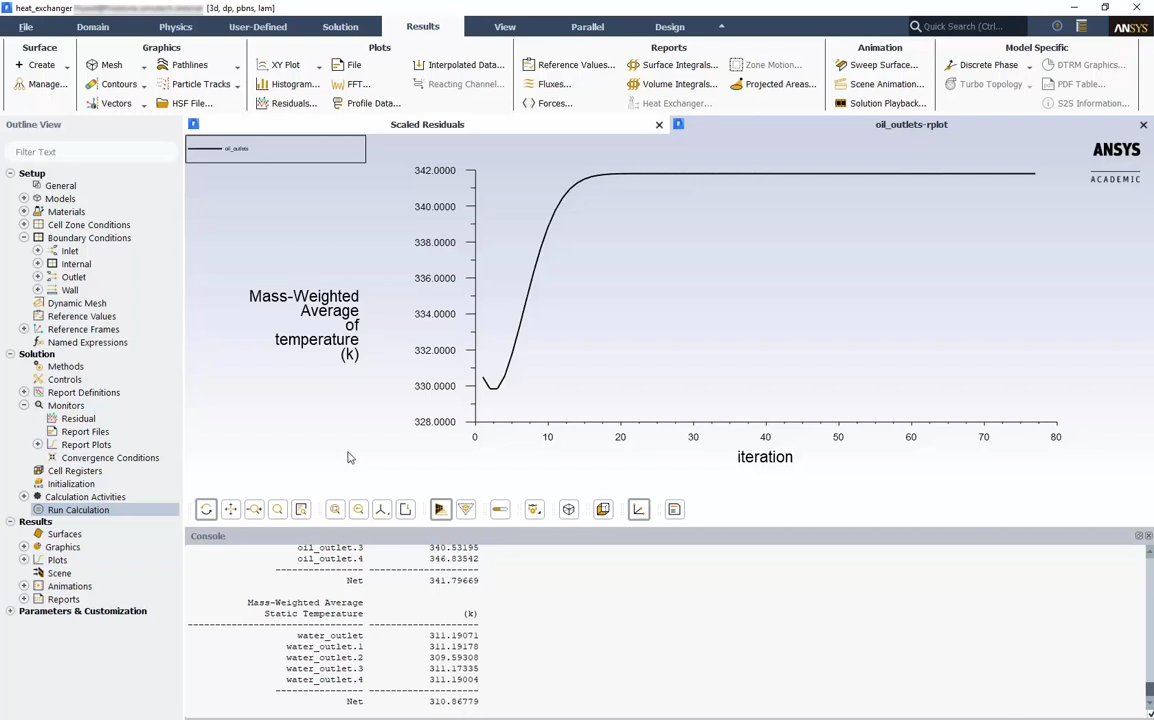 heat_exchanger [3d, dp, pbns, lam]
File Domain Physics User-Defined Solution Results View Parallel Design Quick Search (Ctrl... ANSYS
Surface Graphics Plots Reports Animation Model Specific
Create Mesh Pathlines XY Plot File Interpolated Data... Reference Values... Surface Integrals... Zone Motion... Sweep Surface... Discrete Phase DTRM Graphics...
Manage... Contours Particle Tracks Histogram... FFT... Reacting Channel... Fluxes... Volume Integrals... Projected Areas... Scene Animation... Turbo Topology PDF Table...
Vectors HSF File... Residuals... Profile Data... Forces... Heat Exchanger... Solution Playback... S2S Information...
Outline View
Filter Text
Setup
General
Models
Materials
Cell Zone Conditions
Boundary Conditions
Inlet
Internal
Outlet
Wall
Dynamic Mesh
Reference Values
Reference Frames
Named Expressions
Solution
Methods
Controls
Report Definitions
Monitors
Residual
Report Files
Report Plots
Convergence Conditions
Cell Registers
Initialization
Calculation Activities
Run Calculation
Results
Surfaces
Graphics
Plots
Scene
Animations
Reports
Parameters & Customization
Scaled Residuals
oil_outlets-rplot
oil_outlets
ANSYS
ACADEMIC
342.0000
340.0000
338.0000
336.0000
334.0000
332.0000
330.0000
328.0000
Mass-Weighted
Average
of
temperature
(k)
0 10 20 30 40 50 60 70 80
iteration
Console
oil_outlet.3 340.53195
oil_outlet.4 346.83542
---------------- --------------------
Net 341.79669
Mass-Weighted Average
Static Temperature (k)
-------------------------------- --------------------
water_outlet 311.19071
water_outlet.1 311.19178
water_outlet.2 309.59308
water_outlet.3 311.17335
water_outlet.4 311.19004
---------------- --------------------
Net 310.86779